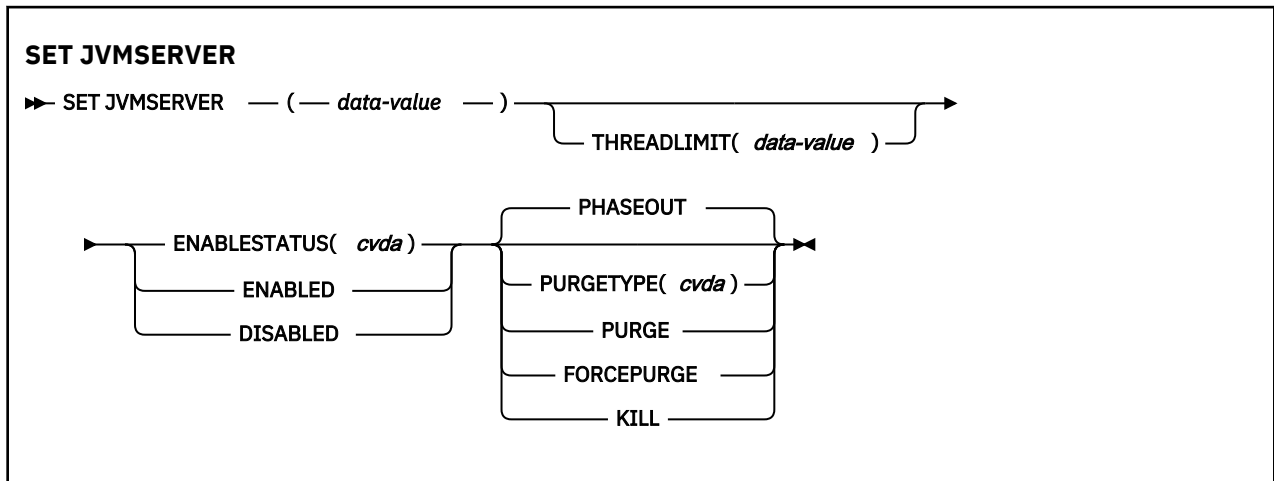 SET JVMSERVER
SET JVMSERVER ( data-value )
THREADLIMIT( data-value )
PHASEOUT
ENABLESTATUS( cvda )
ENABLED
DISABLED
PURGETYPE( cvda )
PURGE
FORCEPURGE
KILL